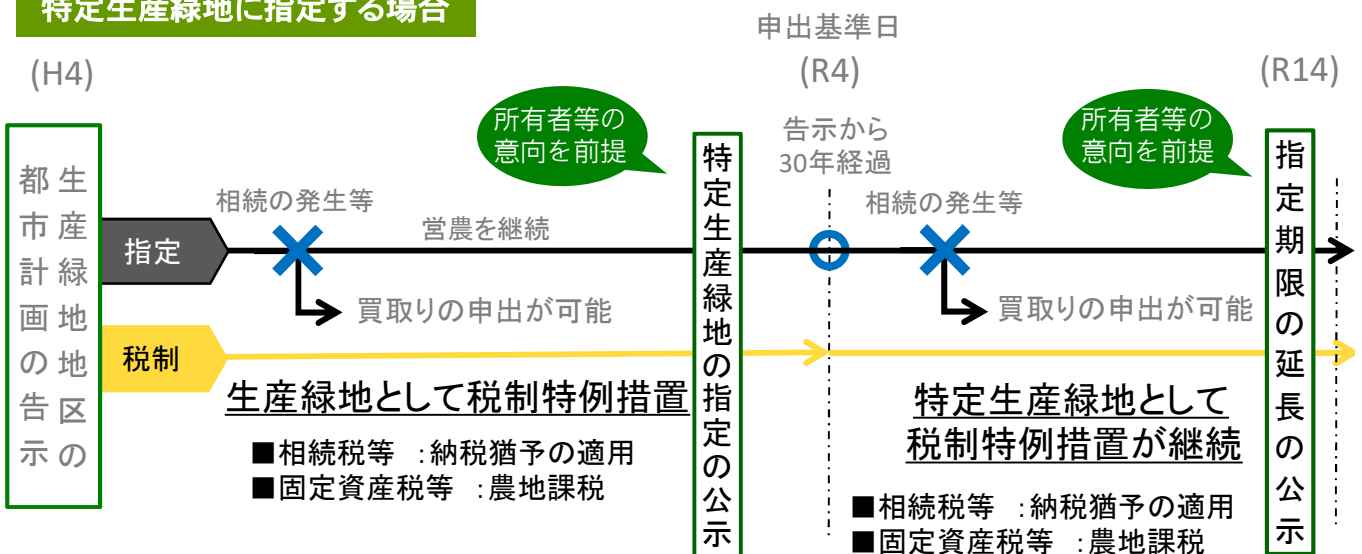 特定生産緑地に指定する場合
申出基準日
(H4)
(R4)
(R14)
生産緑地地区の
都市計画の告示
指定
税制
相続の発生等
営農を継続
買取りの申出が可能
所有者等の
意向を前提
特定生産緑地の指定の公示
告示から
30年経過
相続の発生等
買取りの申出が可能
所有者等の
意向を前提
指定期限の延長の公示
生産緑地として税制特例措置
■相続税等 :納税猶予の適用
■固定資産税等 :農地課税
特定生産緑地として
税制特例措置が継続
■相続税等 :納税猶予の適用
■固定資産税等 :農地課税